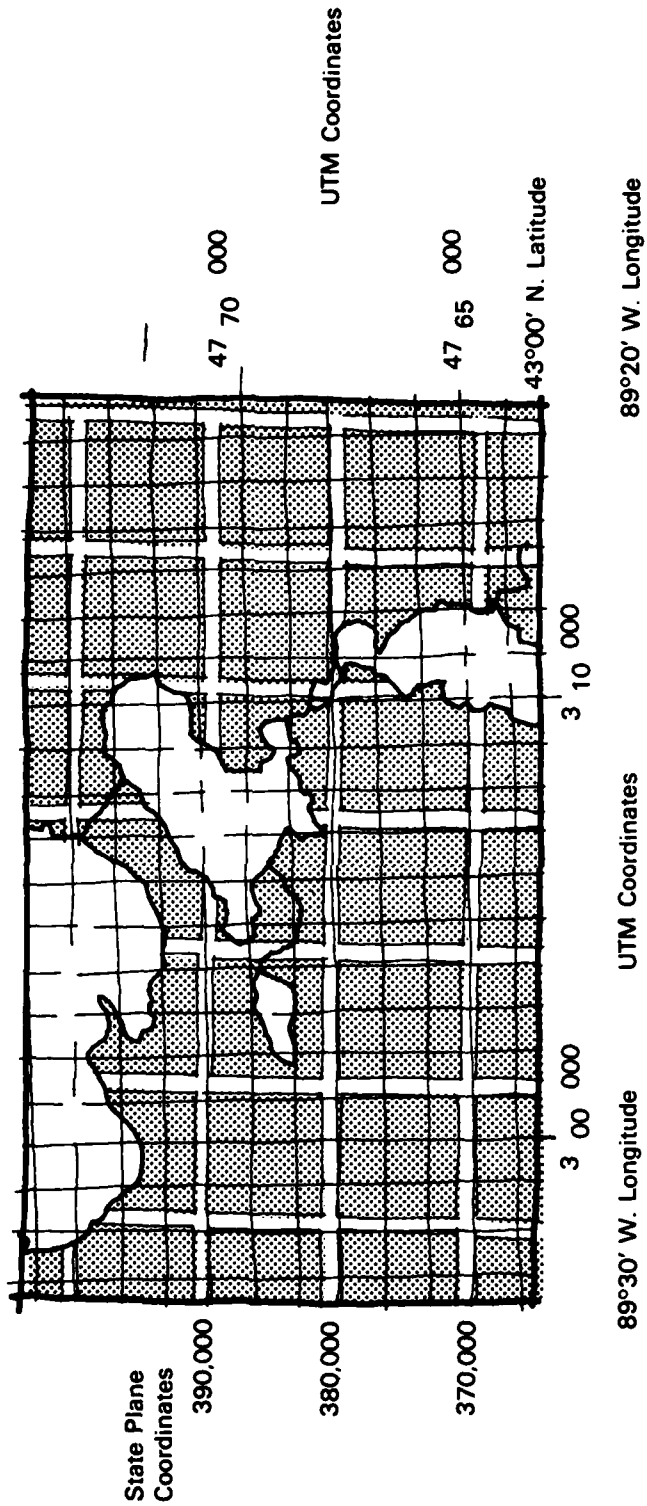 State Plane
Coordinates
390,000
380,000
370,000
47 70 000
UTM Coordinates
47 65 000
43°00' N. Latitude
3 00 000
3 10 000
89°30' W. Longitude
UTM Coordinates
89°20' W. Longitude